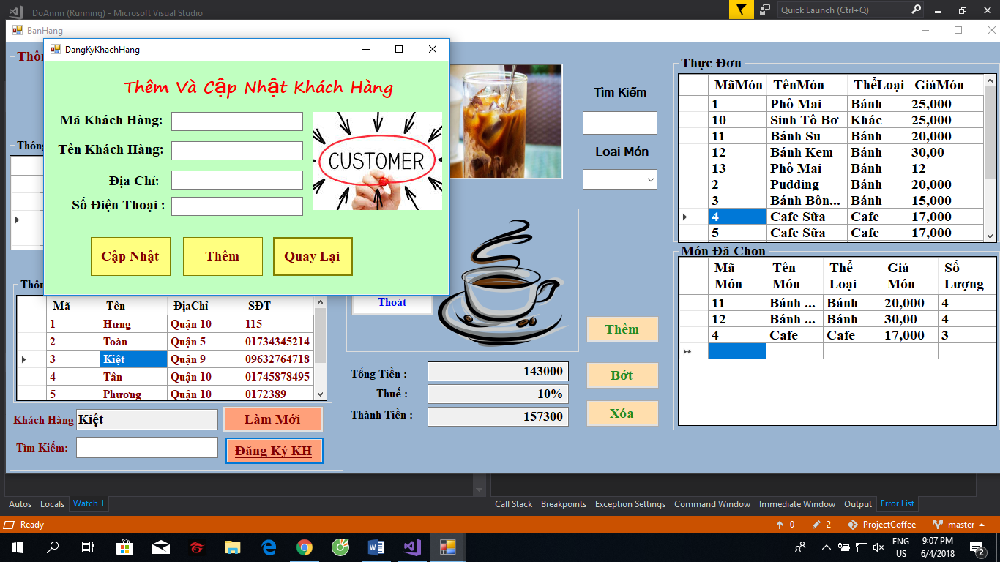 DoAnnn (Running) - Microsoft Visual Studio
Quick Launch (Ctrl+Q)
BanHang
DangKyKhachHang
Thêm Và Cập Nhật Khách Hàng
Mã Khách Hàng:
Tên Khách Hàng:
Địa Chỉ:
Số Điện Thoại :
CUSTOMER
Cập Nhật Thêm Quay Lại
Thôn
Thông
Thôn
Mã Tên ĐịaChỉ SĐT
1 Hưng Quận 10 115
2 Toàn Quận 5 01734345214
3 Kiệt Quận 9 09632764718
4 Tân Quận 10 01745878495
5 Phương Quận 10 0172389
Khách Hàng Kiệt Làm Mới
Tìm Kiếm: Đăng Ký KH
Thoát
Tổng Tiền : 143000
Thuế : 10%
Thành Tiền : 157300
Tìm Kiếm
Loại Món
Thêm
Bớt
Xóa
Thực Đơn
MãMón TênMón ThểLoại GiáMón
1 Phô Mai Bánh 25,000
10 Sinh Tô Bơ Khác 25,000
11 Bánh Su Bánh 20,000
12 Bánh Kem Bánh 30,00
13 Phô Mai Bánh 12
2 Pudding Bánh 20,000
3 Bánh Bôn... Bánh 15,000
4 Cafe Sữa Cafe 17,000
5 Cafe Sữa Cafe 17,000
Món Đã Chọn
Mã Tên Thể Giá Số
Món Món Loại Món Lượng
11 Bánh ... Bánh 20,000 4
12 Bánh ... Bánh 30,00 4
4 Cafe Cafe 17,000 3
Autos Locals Watch 1 Call Stack Breakpoints Exception Settings Command Window Immediate Window Output Error List
Ready 0 2 ProjectCoffee master
ENG 9:07 PM
US 6/4/2018 2